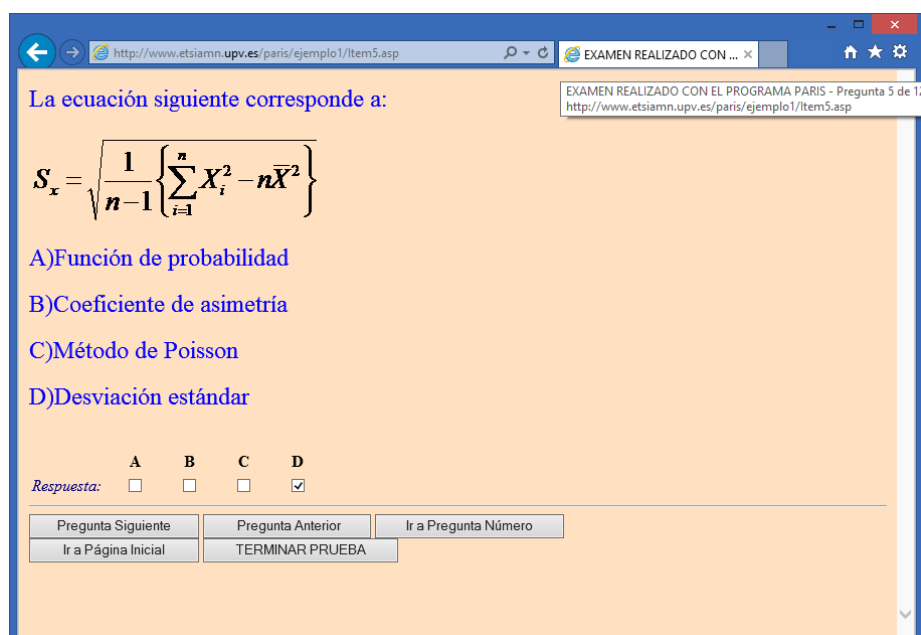 http://www.etsiamn.upv.es/paris/ejemplo1/Item5.asp
EXAMEN REALIZADO CON ...
EXAMEN REALIZADO CON EL PROGRAMA PARIS - Pregunta 5 de 12
http://www.etsiamn.upv.es/paris/ejemplo1/Item5.asp
La ecuación siguiente corresponde a:
S_x = √(1/(n−1) {∑_{i=1}^{n} X_i^2 − nX̅^2})
A)Función de probabilidad
B)Coeficiente de asimetría
C)Método de Poisson
D)Desviación estándar
A B C D
Respuesta:
Pregunta Siguiente Pregunta Anterior Ir a Pregunta Número
Ir a Página Inicial TERMINAR PRUEBA